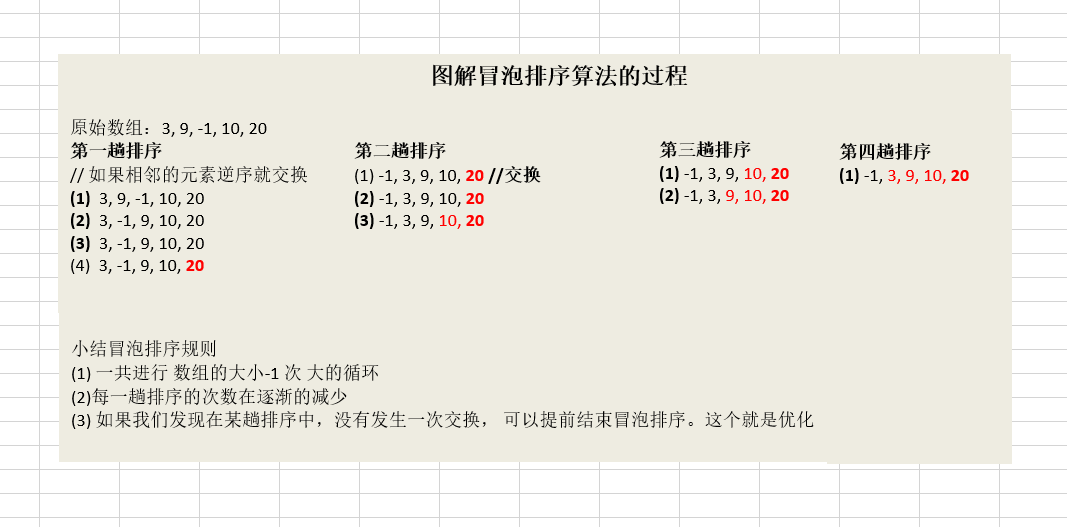 图解冒泡排序算法的过程
原始数组：3, 9, -1, 10, 20
第一趟排序
// 如果相邻的元素逆序就交换
(1) 3, 9, -1, 10, 20
(2) 3, -1, 9, 10, 20
(3) 3, -1, 9, 10, 20
(4) 3, -1, 9, 10, 20
第二趟排序
(1) -1, 3, 9, 10, 20 //交换
(2) -1, 3, 9, 10, 20
(3) -1, 3, 9, 10, 20
第三趟排序
(1) -1, 3, 9, 10, 20
(2) -1, 3, 9, 10, 20
第四趟排序
(1) -1, 3, 9, 10, 20
小结冒泡排序规则
(1) 一共进行 数组的大小-1 次 大的循环
(2)每一趟排序的次数在逐渐的减少
(3) 如果我们发现在某趟排序中，没有发生一次交换， 可以提前结束冒泡排序。这个就是优化